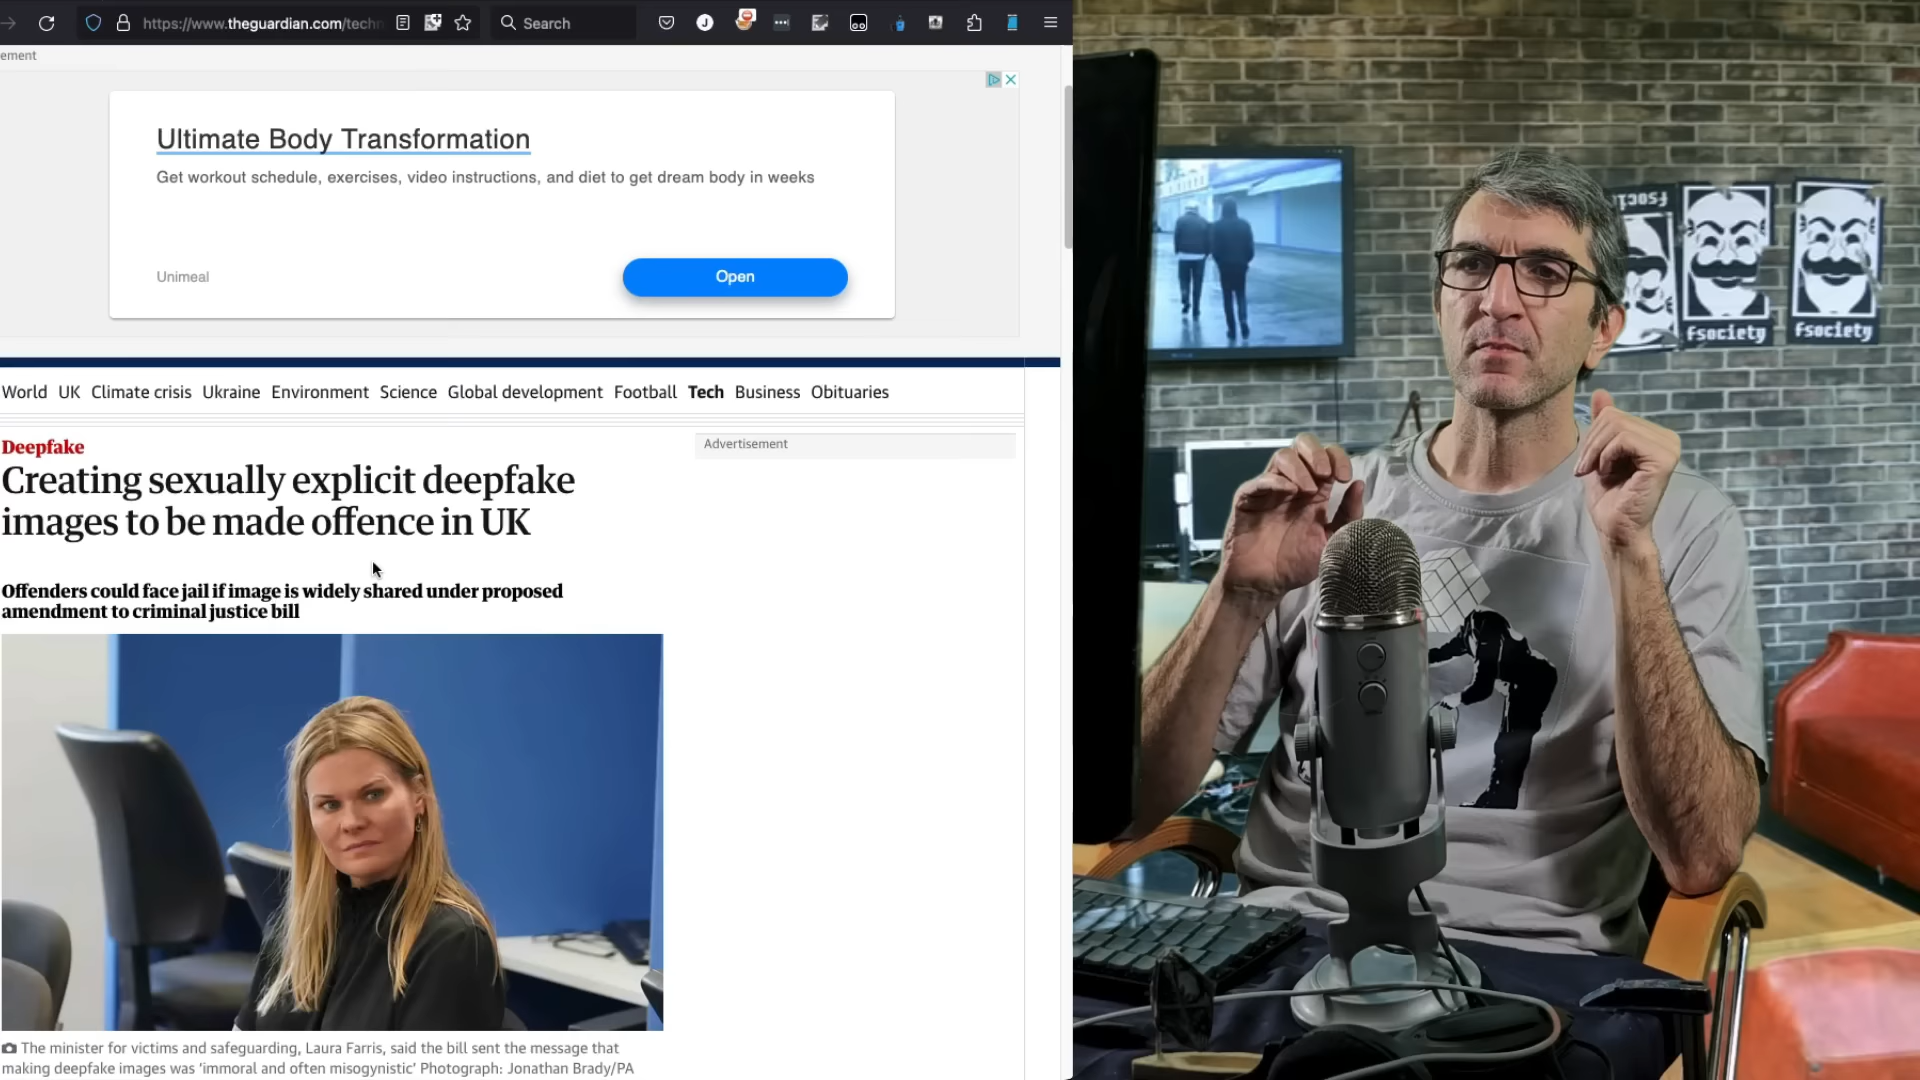 https://www.theguardian.com/techn
Search
ement
Ultimate Body Transformation
Get workout schedule, exercises, video instructions, and diet to get dream body in weeks
Unimeal
Open
World UK Climate crisis Ukraine Environment Science Global development Football Tech Business Obituaries
Deepfake
Advertisement
Creating sexually explicit deepfake
images to be made offence in UK
Offenders could face jail if image is widely shared under proposed
amendment to criminal justice bill
The minister for victims and safeguarding, Laura Farris, said the bill sent the message that
making deepfake images was ‘immoral and often misogynistic’ Photograph: Jonathan Brady/PA
fsociety
fsociety
fsociety